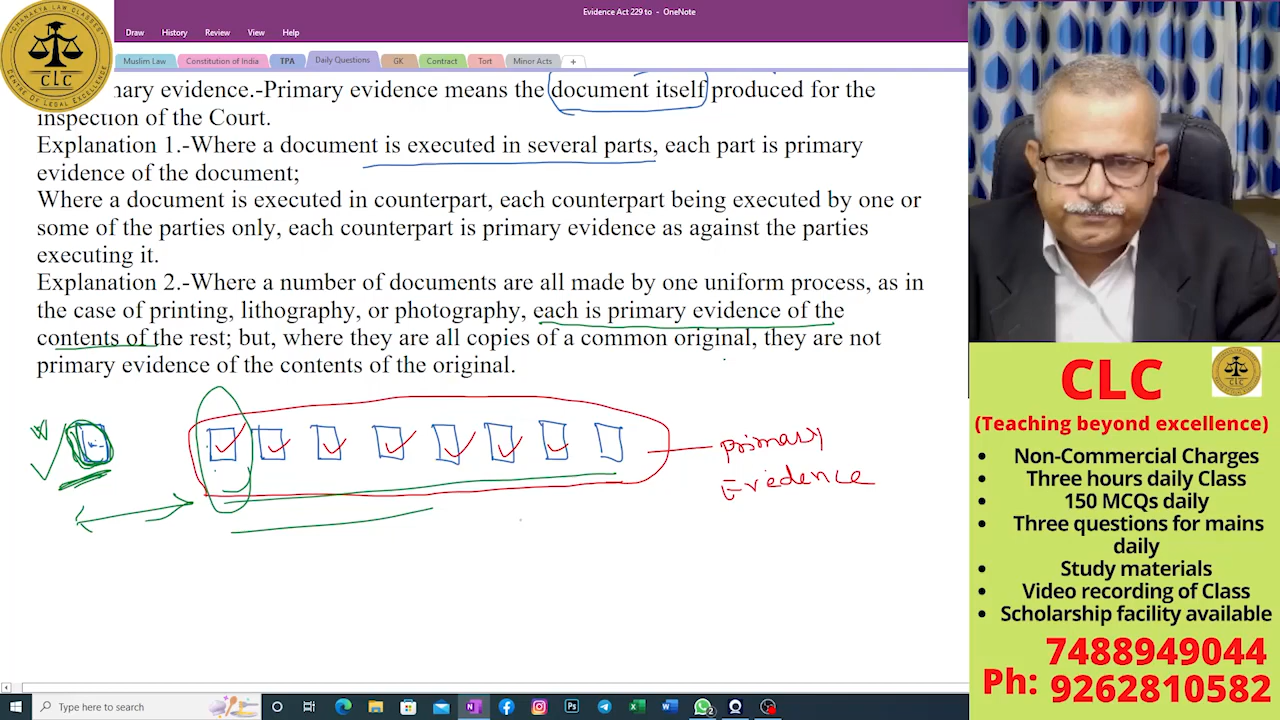 Evidence Act 229 to - OneNote
Draw History Review View Help
Muslim Law Constitution of India TPA Daily Questions GK Contract Tort Minor Acts +
"CHANAKYA LAW CLASSES"
CLC
CENTRE OF LEGAL EXCELLENCE
mary evidence.-Primary evidence means the document itself produced for the
inspection of the Court.
Explanation 1.-Where a document is executed in several parts, each part is primary
evidence of the document;
Where a document is executed in counterpart, each counterpart being executed by one or
some of the parties only, each counterpart is primary evidence as against the parties
executing it.
Explanation 2.-Where a number of documents are all made by one uniform process, as in
the case of printing, lithography, or photography, each is primary evidence of the
contents of the rest; but, where they are all copies of a common original, they are not
primary evidence of the contents of the original.
Primary
Evidence
CLC
CLC
(Teaching beyond excellence)
• Non-Commercial Charges
• Three hours daily Class
• 150 MCQs daily
• Three questions for mains
daily
• Study materials
• Video recording of Class
• Scholarship facility available
7488949044
Ph: 9262810582
Type here to search